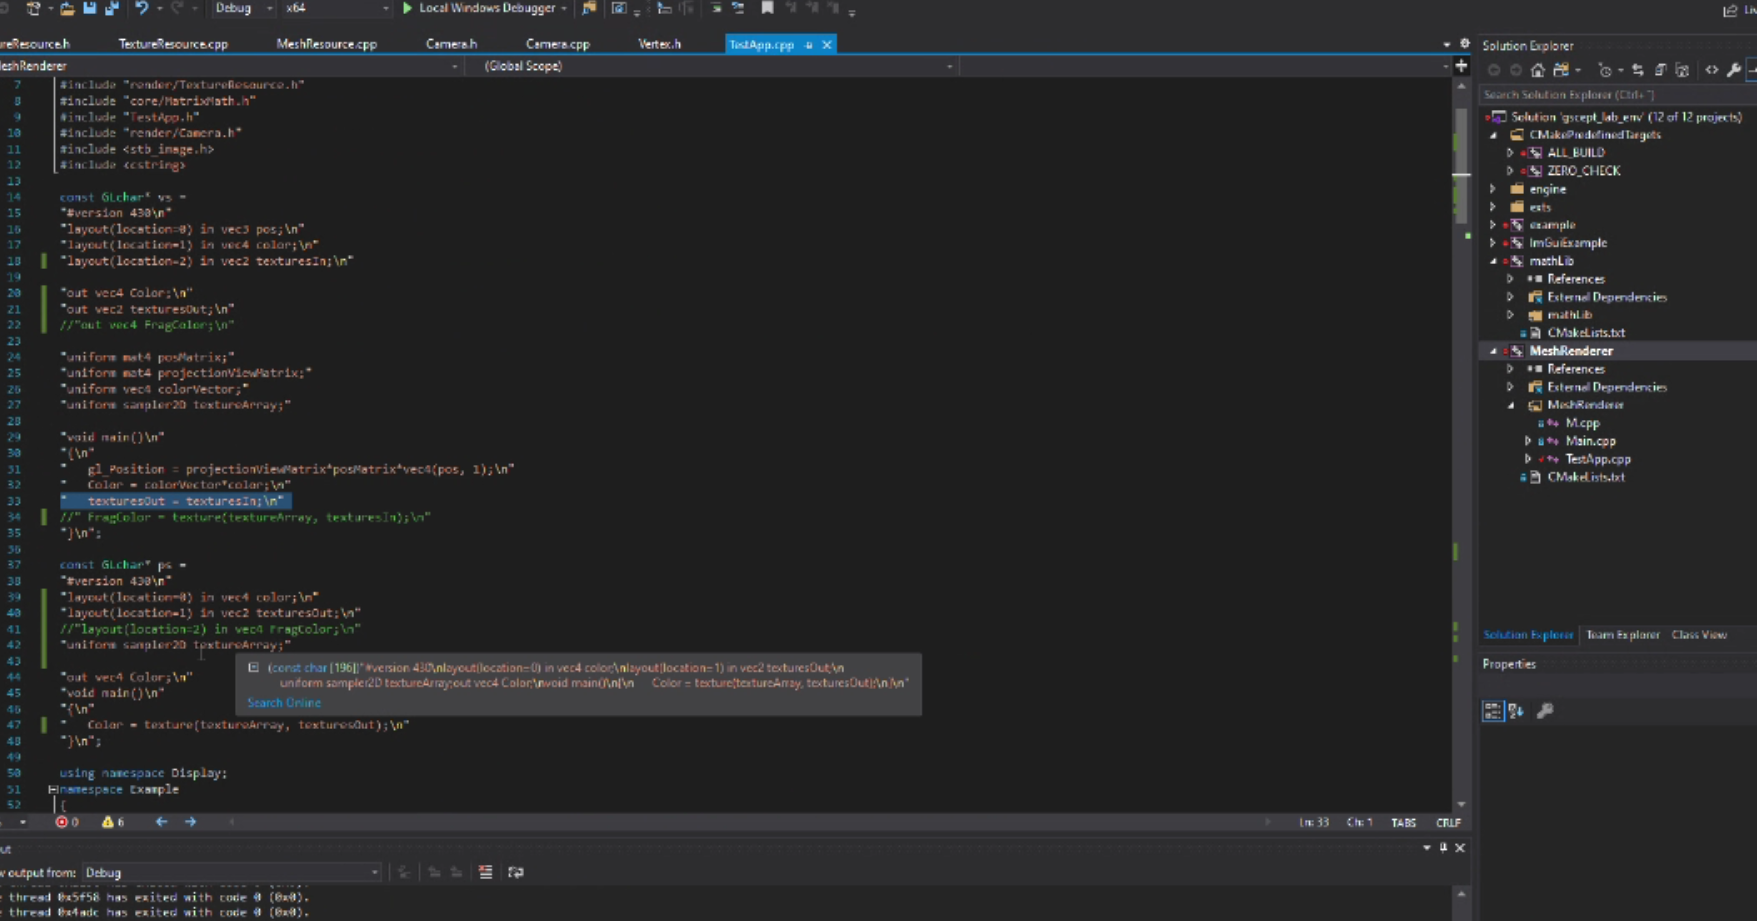 Debug
x64
Local Windows Debugger
reResource.h
TextureResource.cpp
MeshResource.cpp
Camera.h
Camera.cpp
Vertex.h
TestApp.cpp
eshRenderer
(Global Scope)
7 #include "render/TextureResource.h"
8 #include "core/MatrixMath.h"
9 #include "TestApp.h"
10 #include "render/Camera.h"
11 #include <stb_image.h>
12 #include <cstring>
13
14 const GLchar* vs =
15 "#version 430\n"
16 "layout(location=0) in vec3 pos;\n"
17 "layout(location=1) in vec4 color;\n"
18 "layout(location=2) in vec2 texturesIn;\n"
19
20 "out vec4 Color;\n"
21 "out vec2 texturesOut;\n"
22 //"out vec4 FragColor;\n"
23
24 "uniform mat4 posMatrix;"
25 "uniform mat4 projectionViewMatrix;"
26 "uniform vec4 colorVector;"
27 "uniform sampler2D textureArray;"
28
29 "void main()\n"
30 "{\n"
31 "   gl_Position = projectionViewMatrix*posMatrix*vec4(pos, 1);\n"
32 "   Color = colorVector*color;\n"
33 "   texturesOut = texturesIn;\n"
34 //" FragColor = texture(textureArray, texturesIn);\n"
35 "}\n";
36
37 const GLchar* ps =
38 "#version 430\n"
39 "layout(location=0) in vec4 color;\n"
40 "layout(location=1) in vec2 texturesOut;\n"
41 //"layout(location=2) in vec4 FragColor;\n"
42 "uniform sampler2D textureArray;"
43
44 "out vec4 Color;\n"
45 "void main()\n"
46 "{\n"
47 "   Color = texture(textureArray, texturesOut);\n"
48 "}\n";
49
50 using namespace Display;
51 namespace Example
52 {
(const char [196])"#version 430\nlayout(location=0) in vec4 color;\nlayout(location=1) in vec2 texturesOut;\n
uniform sampler2D textureArray;out vec4 Color;\nvoid main()\n{\n   Color = texture(textureArray, texturesOut);\n}\n"
Search Online
0
6
Ln: 33
Ch: 1
TABS
CRLF
ut
w output from: Debug
thread 0x5f58 has exited with code 0 (0x0).
thread 0x4adc has exited with code 0 (0x0).
Solution Explorer
Search Solution Explorer (Ctrl+¨)
Solution 'gscept_lab_env' (12 of 12 projects)
CMakePredefinedTargets
ALL_BUILD
ZERO_CHECK
engine
exts
example
ImGuiExample
mathLib
References
External Dependencies
mathLib
CMakeLists.txt
MeshRenderer
References
External Dependencies
MeshRenderer
M.cpp
Main.cpp
TestApp.cpp
CMakeLists.txt
Solution Explorer
Team Explorer
Class View
Properties